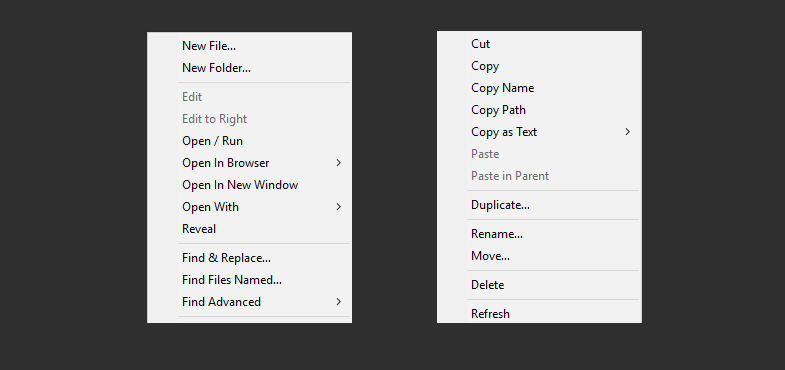 New File...
New Folder...
Edit
Edit to Right
Open / Run
Open In Browser
Open In New Window
Open With
Reveal
Find & Replace...
Find Files Named...
Find Advanced
Cut
Copy
Copy Name
Copy Path
Copy as Text
Paste
Paste in Parent
Duplicate...
Rename...
Move...
Delete
Refresh